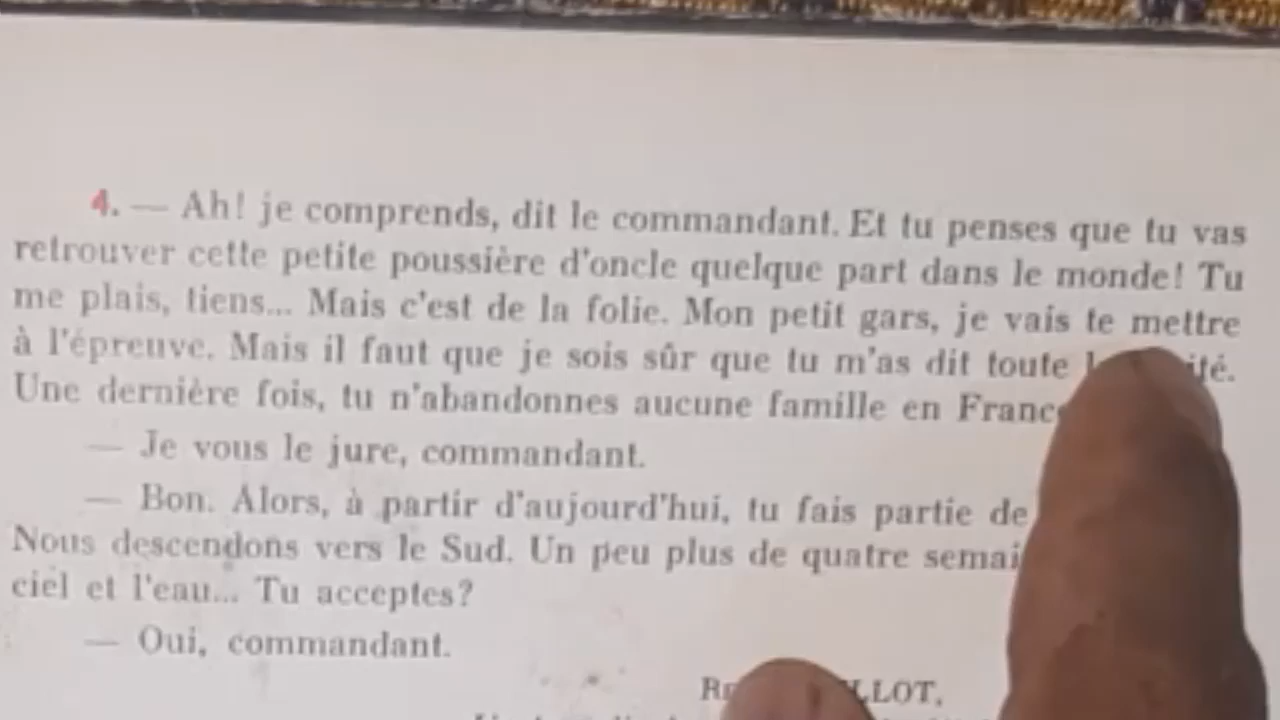 4. — Ah! je comprends, dit le commandant. Et tu penses que tu vas
retrouver cette petite poussière d'oncle quelque part dans le monde! Tu
me plais, tiens... Mais c'est de la folie. Mon petit gars, je vais te mettre
à l'épreuve. Mais il faut que je sois sûr que tu m'as dit toute
Une dernière fois, tu n'abandonnes aucune famille en
— Je vous le jure, commandant.
— Bon. Alors, à partir d'aujourd'hui, tu fais partie de
Nous descendons vers le Sud. Un peu plus de quatre
ciel et l'eau... Tu acceptes?
— Oui, commandant.